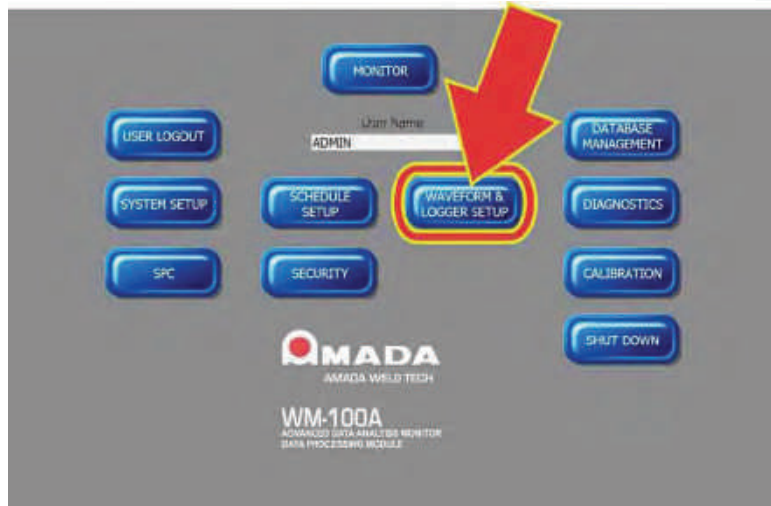 MONITOR
User Name
ADMIN
USER LOGOUT
DATABASE
MANAGEMENT
SYSTEM SETUP
SCHEDULE
SETUP
WAVEFORM &
LOGGER SETUP
DIAGNOSTICS
SPC
SECURITY
CALIBRATION
SHUT DOWN
AMADA
AMADA WELD TECH
WM-100A
ADVANCED DATA ANALYSIS MONITOR
DATA PROCESSING MODULE